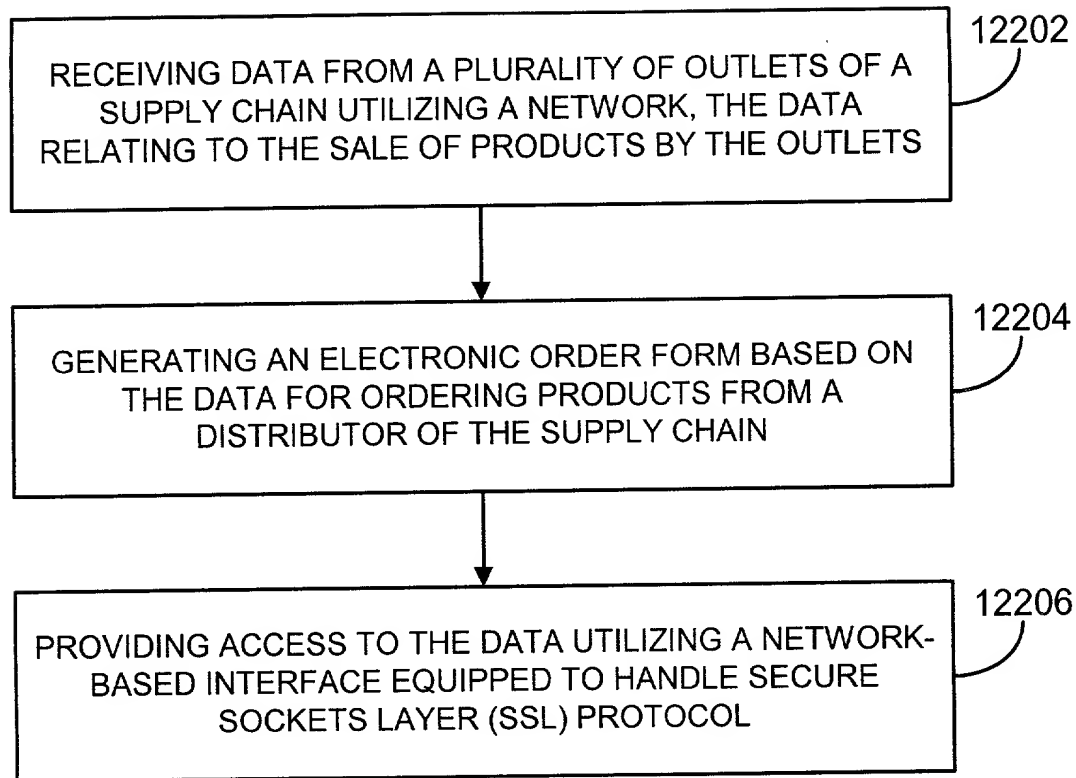 12202
RECEIVING DATA FROM A PLURALITY OF OUTLETS OF A
SUPPLY CHAIN UTILIZING A NETWORK, THE DATA
RELATING TO THE SALE OF PRODUCTS BY THE OUTLETS
12204
GENERATING AN ELECTRONIC ORDER FORM BASED ON
THE DATA FOR ORDERING PRODUCTS FROM A
DISTRIBUTOR OF THE SUPPLY CHAIN
12206
PROVIDING ACCESS TO THE DATA UTILIZING A NETWORK-
BASED INTERFACE EQUIPPED TO HANDLE SECURE
SOCKETS LAYER (SSL) PROTOCOL